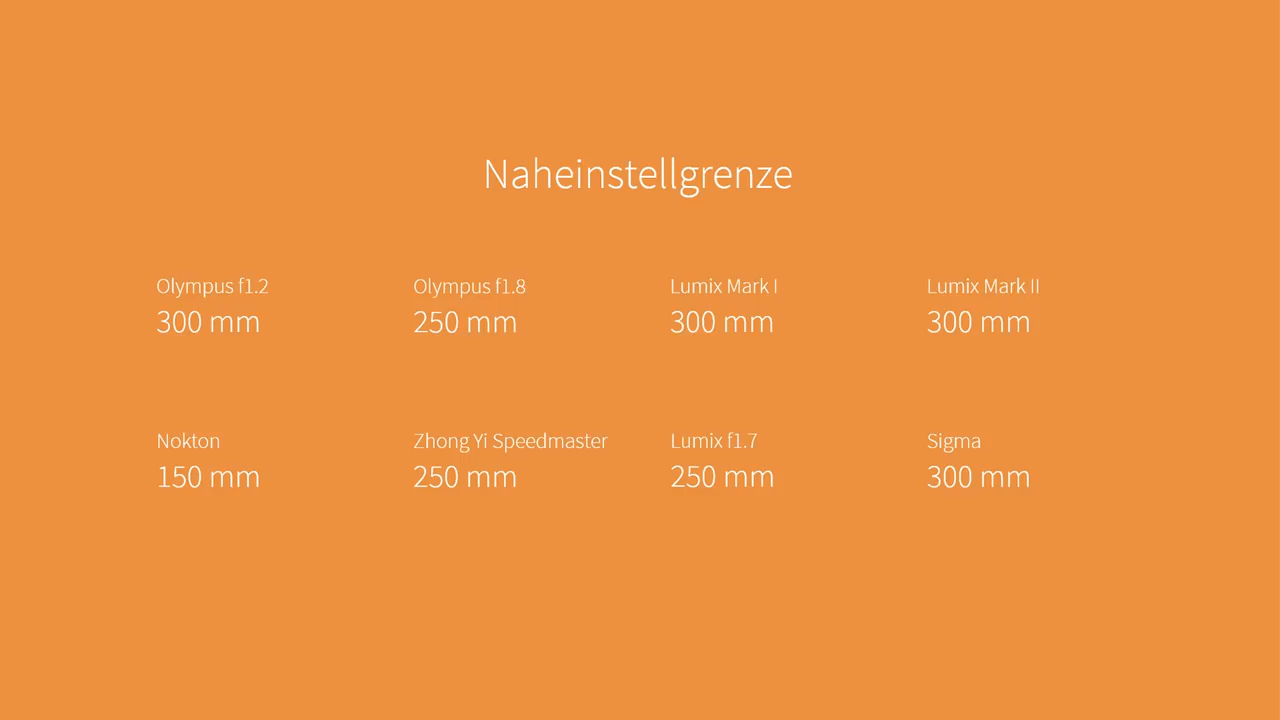 Naheinstellgrenze
Olympus f1.2
300 mm
Olympus f1.8
250 mm
Lumix Mark I
300 mm
Lumix Mark II
300 mm
Nokton
150 mm
Zhong Yi Speedmaster
250 mm
Lumix f1.7
250 mm
Sigma
300 mm